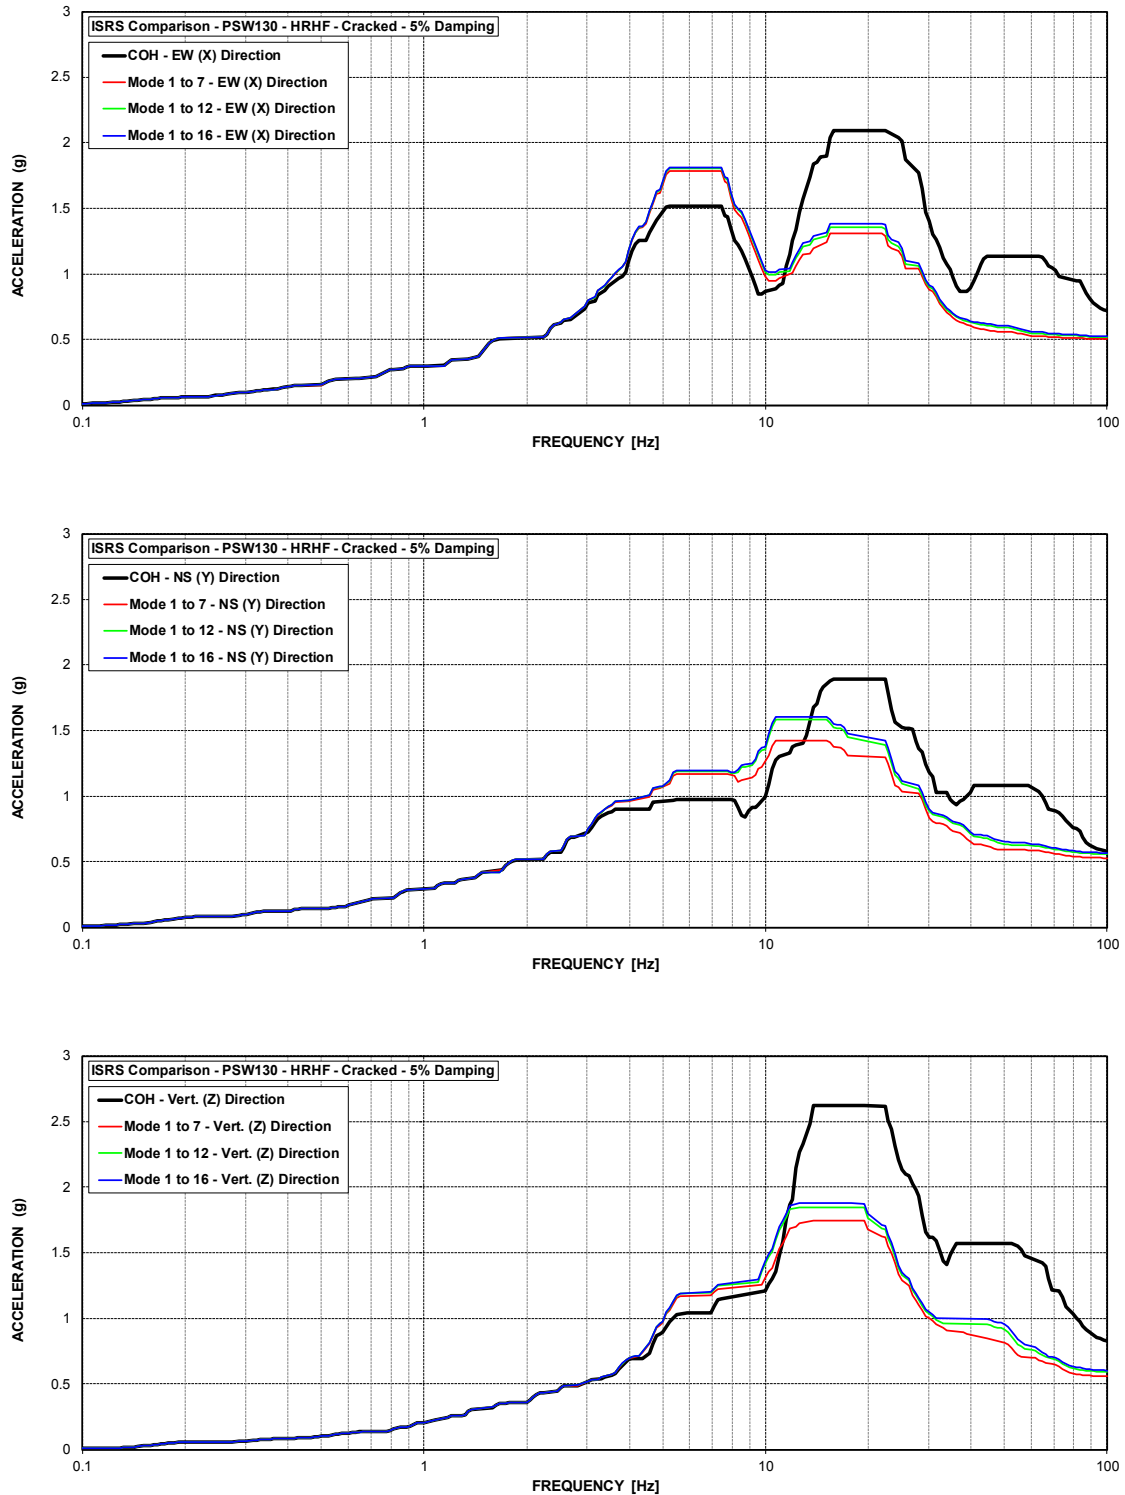 ISRS Comparison - PSW130 - HRHF - Cracked - 5% Damping
COH - EW (X) Direction
Mode 1 to 7 - EW (X) Direction
Mode 1 to 12 - EW (X) Direction
Mode 1 to 16 - EW (X) Direction
ACCELERATION (g)
3
2.5
2
1.5
1
0.5
0
0.1
1
10
100
FREQUENCY [Hz]
ISRS Comparison - PSW130 - HRHF - Cracked - 5% Damping
COH - NS (Y) Direction
Mode 1 to 7 - NS (Y) Direction
Mode 1 to 12 - NS (Y) Direction
Mode 1 to 16 - NS (Y) Direction
ACCELERATION (g)
3
2.5
2
1.5
1
0.5
0
0.1
1
10
100
FREQUENCY [Hz]
ISRS Comparison - PSW130 - HRHF - Cracked - 5% Damping
COH - Vert. (Z) Direction
Mode 1 to 7 - Vert. (Z) Direction
Mode 1 to 12 - Vert. (Z) Direction
Mode 1 to 16 - Vert. (Z) Direction
ACCELERATION (g)
3
2.5
2
1.5
1
0.5
0
0.1
1
10
100
FREQUENCY [Hz]